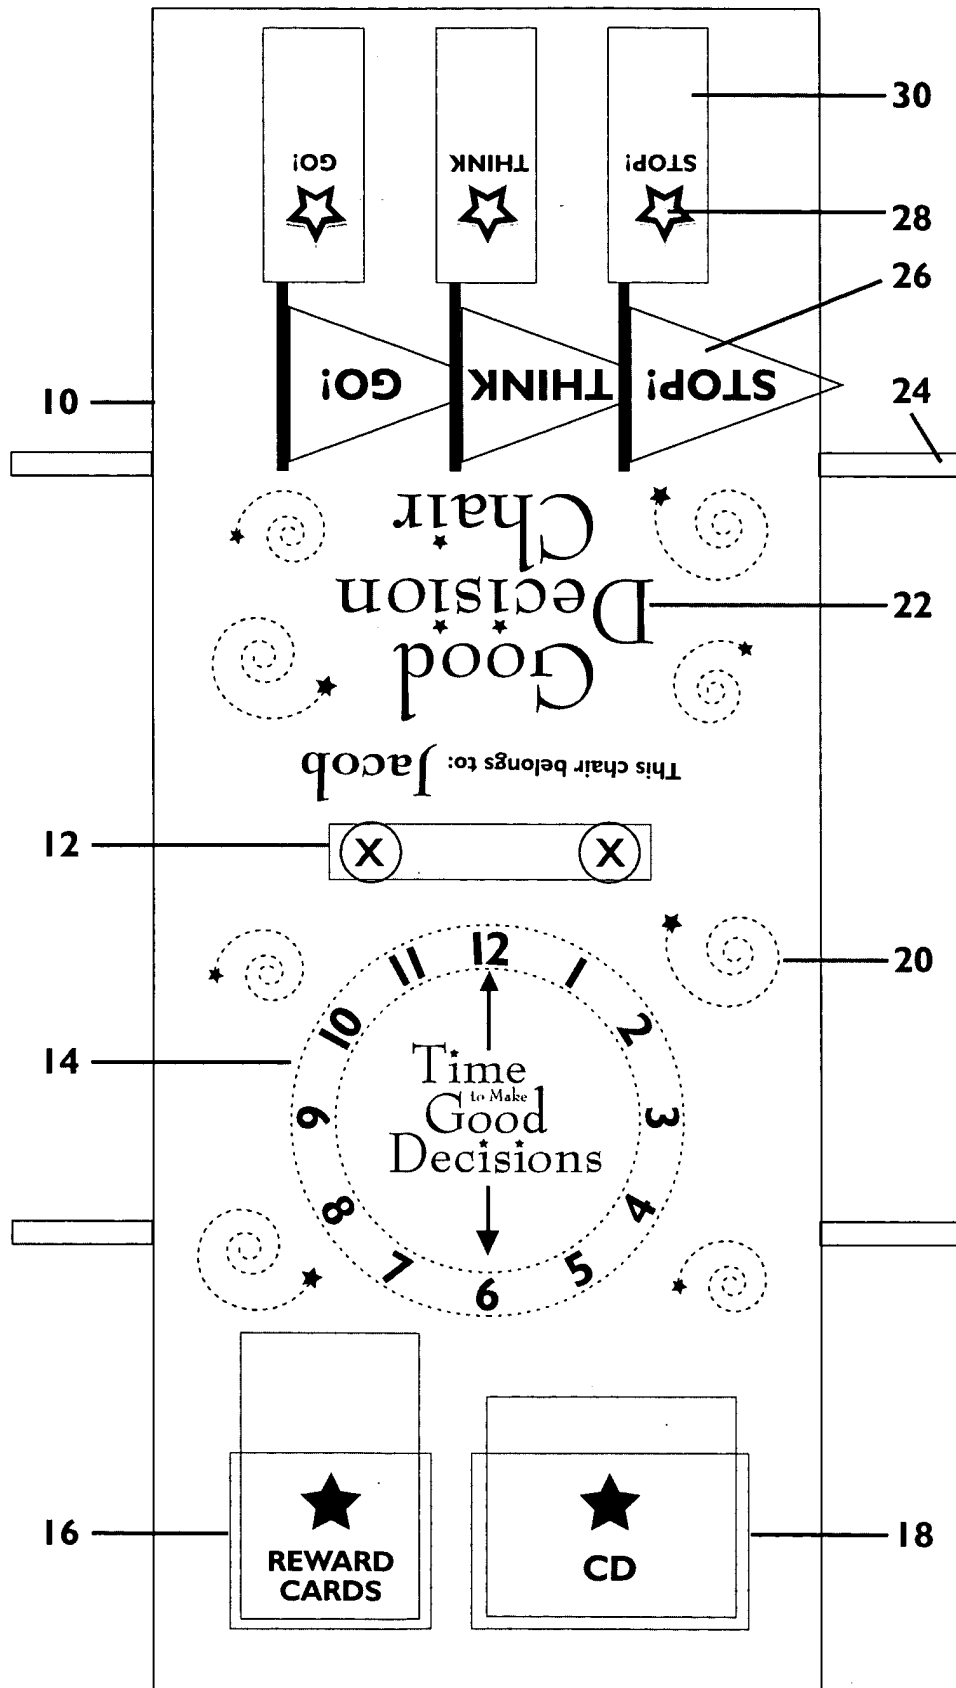 30
GO!
THINK
STOP!
28
26
GO!
THINK
STOP!
10
24
Chair
Decision
22
Good
This chair belongs to: Jacob
12
X
X
20
12
11
1
10
2
14
Time
to Make
Good
9
3
Decisions
8
4
7
5
6
16
18
REWARD
CARDS
CD